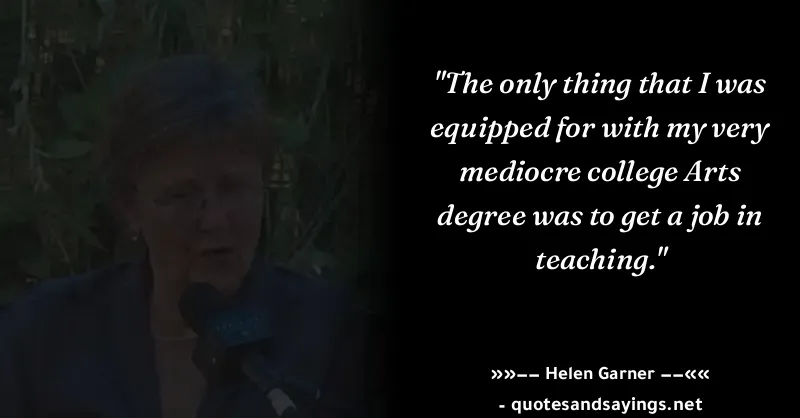 "The only thing that I was
equipped for with my very
mediocre college Arts
degree was to get a job in
teaching."
»»–– Helen Garner ––««
- quotesandsayings.net